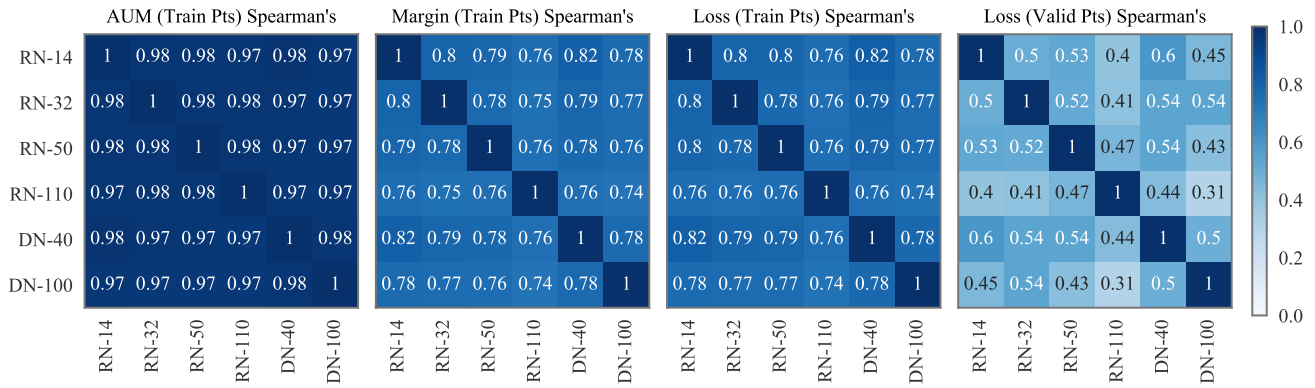 AUM (Train Pts) Spearman's Margin (Train Pts) Spearman's Loss (Train Pts) Spearman's Loss (Valid Pts) Spearman's
1.0
RN-14 1 0.98 0.98 0.97 0.98 0.97 1 0.8 0.79 0.76 0.82 0.78 1 0.8 0.8 0.76 0.82 0.78 1 0.5 0.53 0.4 0.6 0.45
0.8
RN-32 0.98 1 0.98 0.98 0.97 0.97 0.8 1 0.78 0.75 0.79 0.77 0.8 1 0.78 0.76 0.79 0.77 0.5 1 0.52 0.41 0.54 0.54
RN-50 0.98 0.98 1 0.98 0.97 0.97 0.79 0.78 1 0.76 0.78 0.76 0.8 0.78 1 0.76 0.79 0.77 0.53 0.52 1 0.47 0.54 0.43
0.6
RN-110 0.97 0.98 0.98 1 0.97 0.97 0.76 0.75 0.76 1 0.76 0.74 0.76 0.76 0.76 1 0.76 0.74 0.4 0.41 0.47 1 0.44 0.31
0.4
DN-40 0.98 0.97 0.97 0.97 1 0.98 0.82 0.79 0.78 0.76 1 0.78 0.82 0.79 0.79 0.76 1 0.78 0.6 0.54 0.54 0.44 1 0.5
0.2
DN-100 0.97 0.97 0.97 0.97 0.98 1 0.78 0.77 0.76 0.74 0.78 1 0.78 0.77 0.77 0.74 0.78 1 0.45 0.54 0.43 0.31 0.5 1
0.0
RN-14 RN-32 RN-50 RN-110 DN-40 DN-100 RN-14 RN-32 RN-50 RN-110 DN-40 DN-100 RN-14 RN-32 RN-50 RN-110 DN-40 DN-100 RN-14 RN-32 RN-50 RN-110 DN-40 DN-100